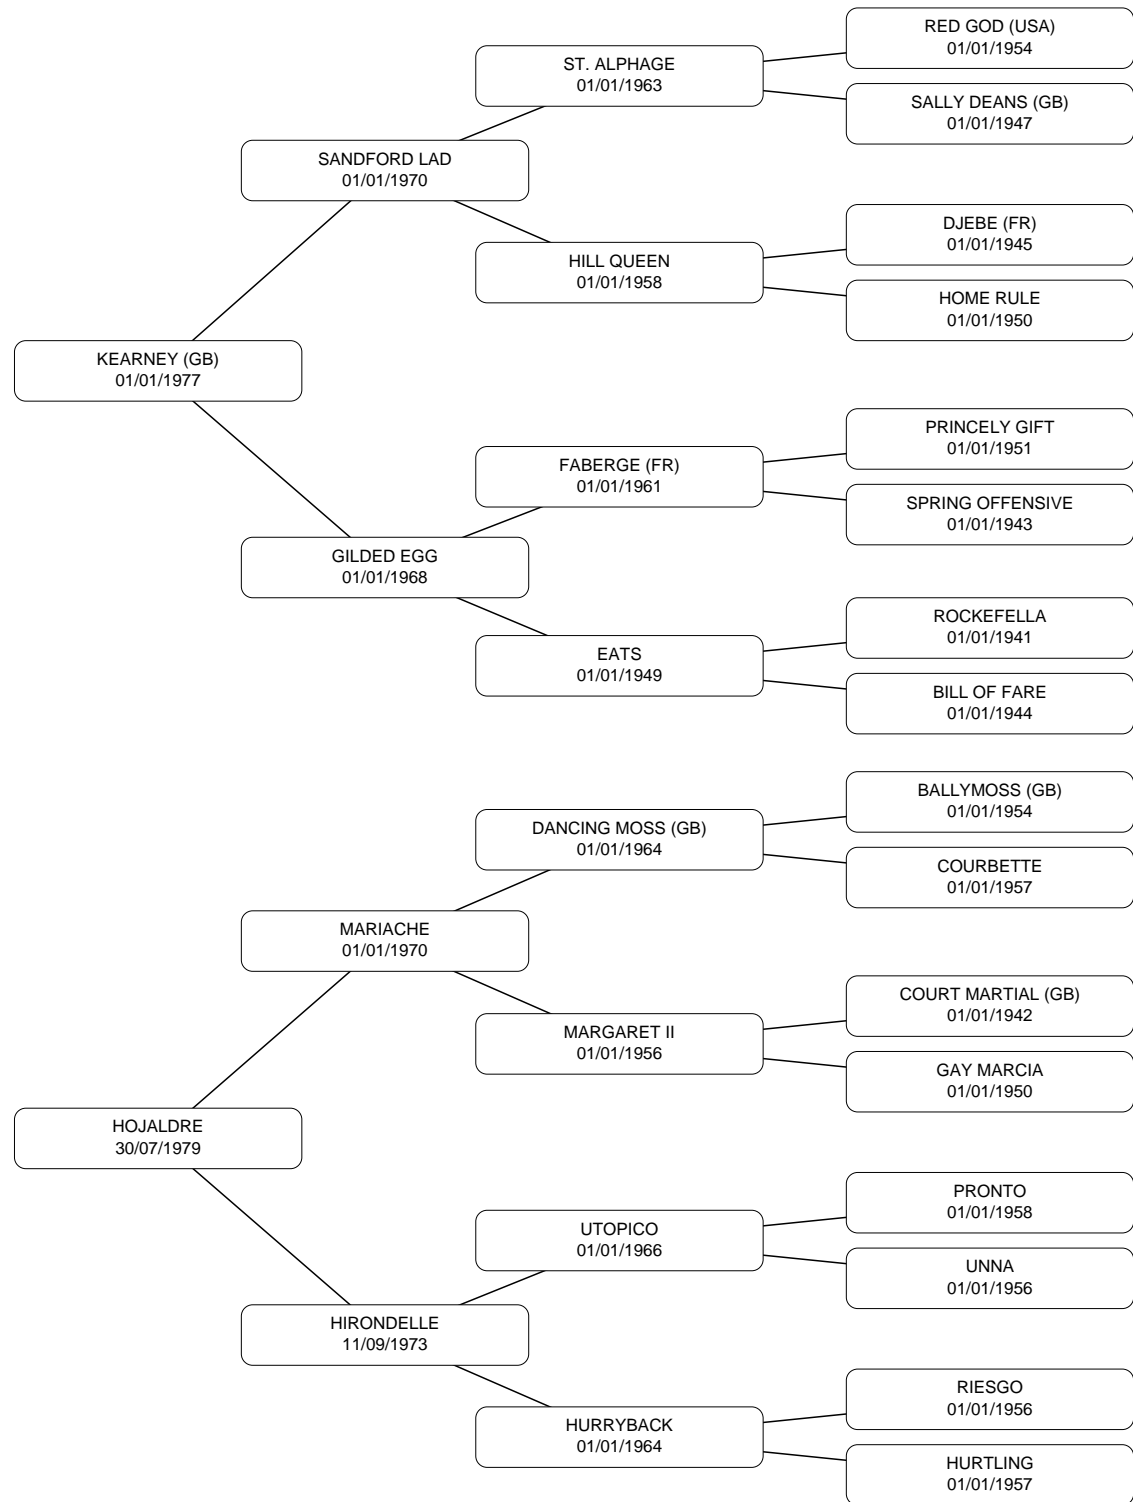 RED GOD (USA)
01/01/1954
ST. ALPHAGE
01/01/1963
SALLY DEANS (GB)
01/01/1947
SANDFORD LAD
01/01/1970
DJEBE (FR)
01/01/1945
HILL QUEEN
01/01/1958
HOME RULE
01/01/1950
KEARNEY (GB)
01/01/1977
PRINCELY GIFT
01/01/1951
FABERGE (FR)
01/01/1961
SPRING OFFENSIVE
01/01/1943
GILDED EGG
01/01/1968
ROCKEFELLA
01/01/1941
EATS
01/01/1949
BILL OF FARE
01/01/1944
BALLYMOSS (GB)
01/01/1954
DANCING MOSS (GB)
01/01/1964
COURBETTE
01/01/1957
MARIACHE
01/01/1970
COURT MARTIAL (GB)
01/01/1942
MARGARET II
01/01/1956
GAY MARCIA
01/01/1950
HOJALDRE
30/07/1979
PRONTO
01/01/1958
UTOPICO
01/01/1966
UNNA
01/01/1956
HIRONDELLE
11/09/1973
RIESGO
01/01/1956
HURRYBACK
01/01/1964
HURTLING
01/01/1957